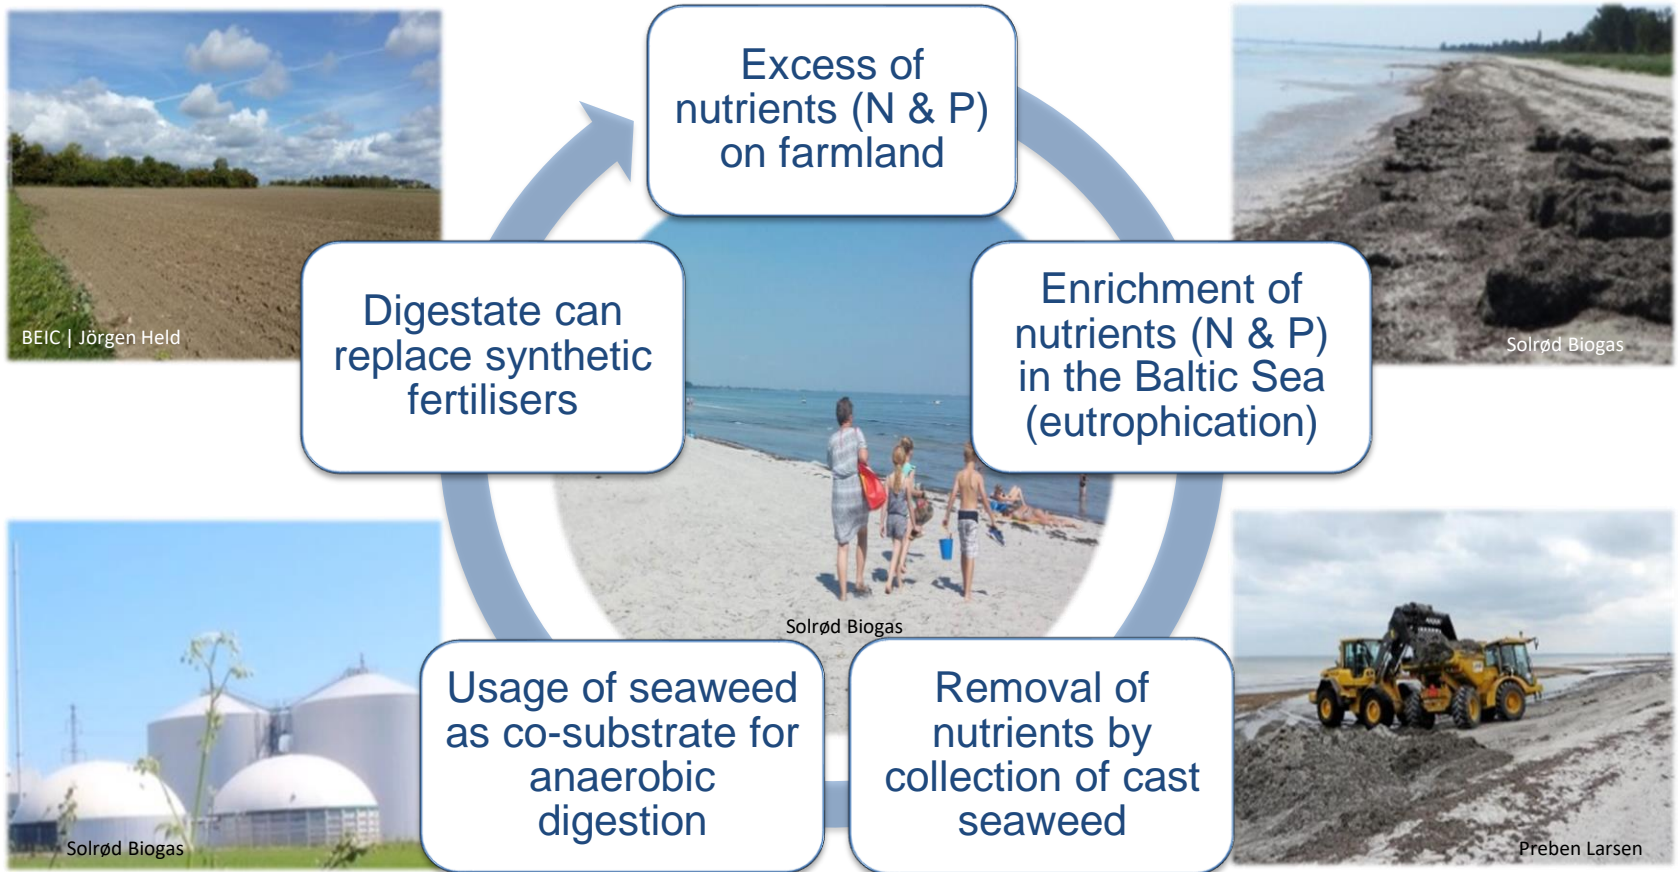 Excess of
nutrients (N & P)
on farmland
Enrichment of
nutrients (N & P)
in the Baltic Sea
(eutrophication)
Removal of
nutrients by
collection of cast
seaweed
Usage of seaweed
as co-substrate for
anaerobic
digestion
Digestate can
replace synthetic
fertilisers
BEIC | Jörgen Held
Solrød Biogas
Solrød Biogas
Solrød Biogas
Preben Larsen